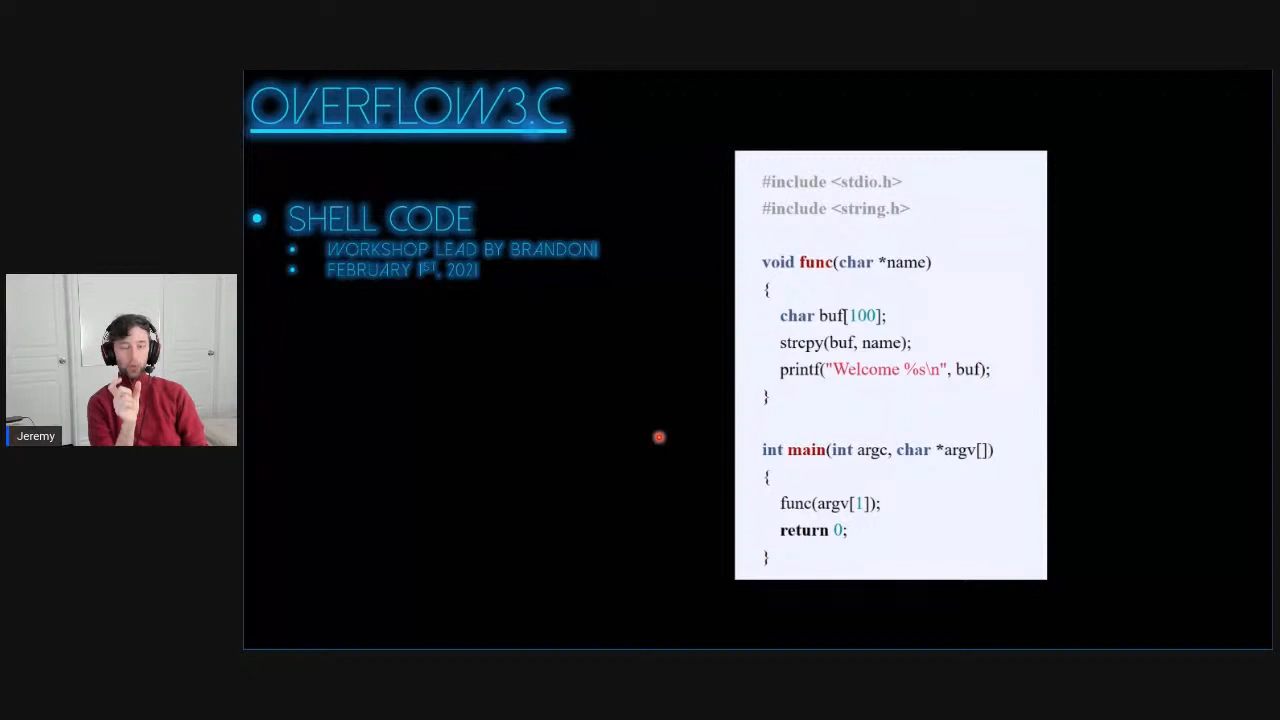 OVERFLOW3.C
• SHELL CODE
• WORKSHOP LEAD BY BRANDON!
• FEBRUARY 1ST, 2021
Jeremy
#include <stdio.h>
#include <string.h>
void func(char *name)
{
char buf[100];
strcpy(buf, name);
printf("Welcome %s\n", buf);
}
int main(int argc, char *argv[])
{
func(argv[1]);
return 0;
}